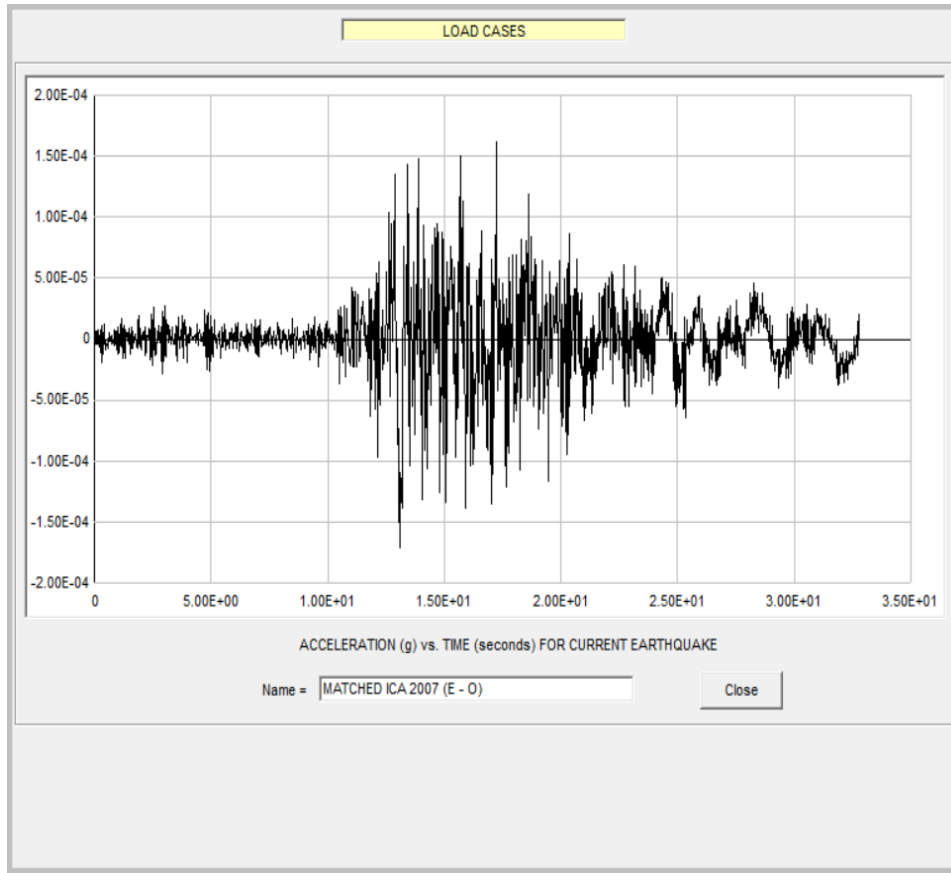 LOAD CASES
2.00E-04
1.50E-04
1.00E-04
5.00E-05
0
-5.00E-05
-1.00E-04
-1.50E-04
-2.00E-04
0 5.00E+00 1.00E+01 1.50E+01 2.00E+01 2.50E+01 3.00E+01 3.50E+01
ACCELERATION (g) vs. TIME (seconds) FOR CURRENT EARTHQUAKE
Name = MATCHED ICA 2007 (E - O) Close